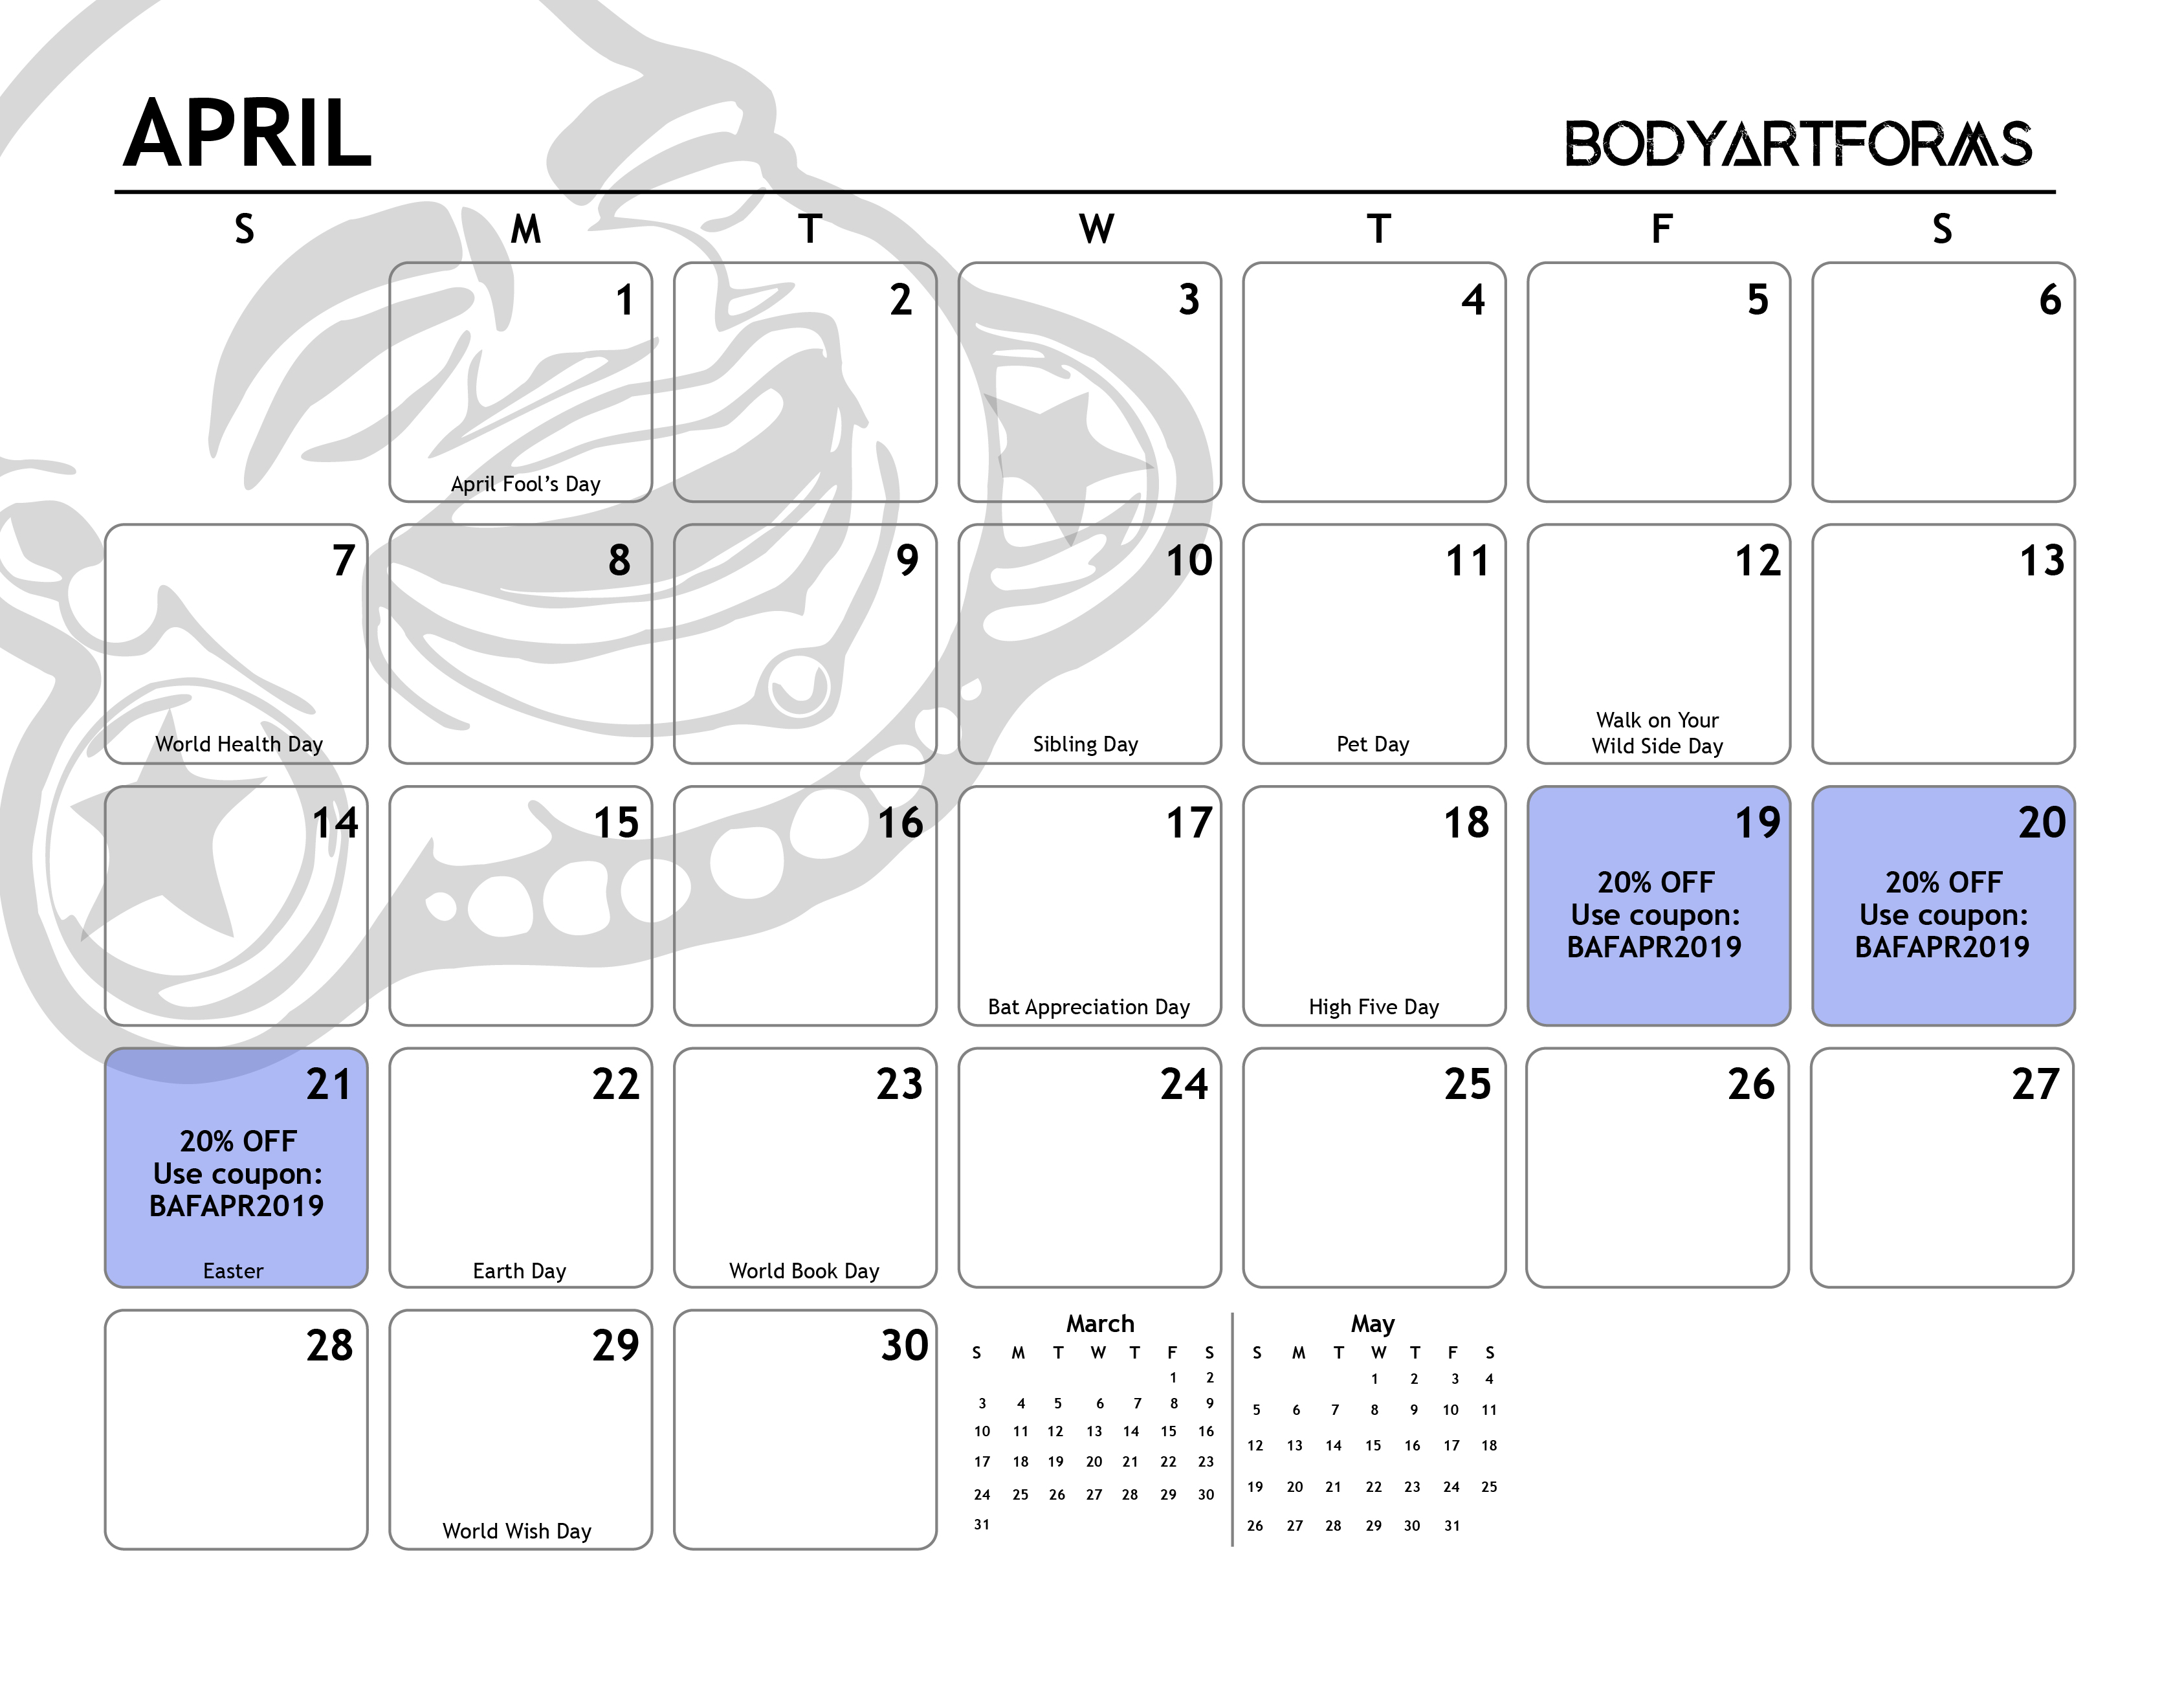 APRIL
BODYARTFORMS
S M T W T F S
1 2 3 4 5 6
April Fool's Day
7 8 9 10 11 12 13
World Health Day
Sibling Day
Pet Day
Walk on Your
Wild Side Day
14 15 16 17 18 19 20
Bat Appreciation Day
High Five Day
20% OFF
Use coupon:
BAFAPR2019
20% OFF
Use coupon:
BAFAPR2019
21 22 23 24 25 26 27
20% OFF
Use coupon:
BAFAPR2019
Easter
Earth Day
World Book Day
28 29 30
World Wish Day
March
S M T W T F S
1 2
3 4 5 6 7 8 9
10 11 12 13 14 15 16
17 18 19 20 21 22 23
24 25 26 27 28 29 30
31
May
S M T W T F S
1 2 3 4
5 6 7 8 9 10 11
12 13 14 15 16 17 18
19 20 21 22 23 24 25
26 27 28 29 30 31